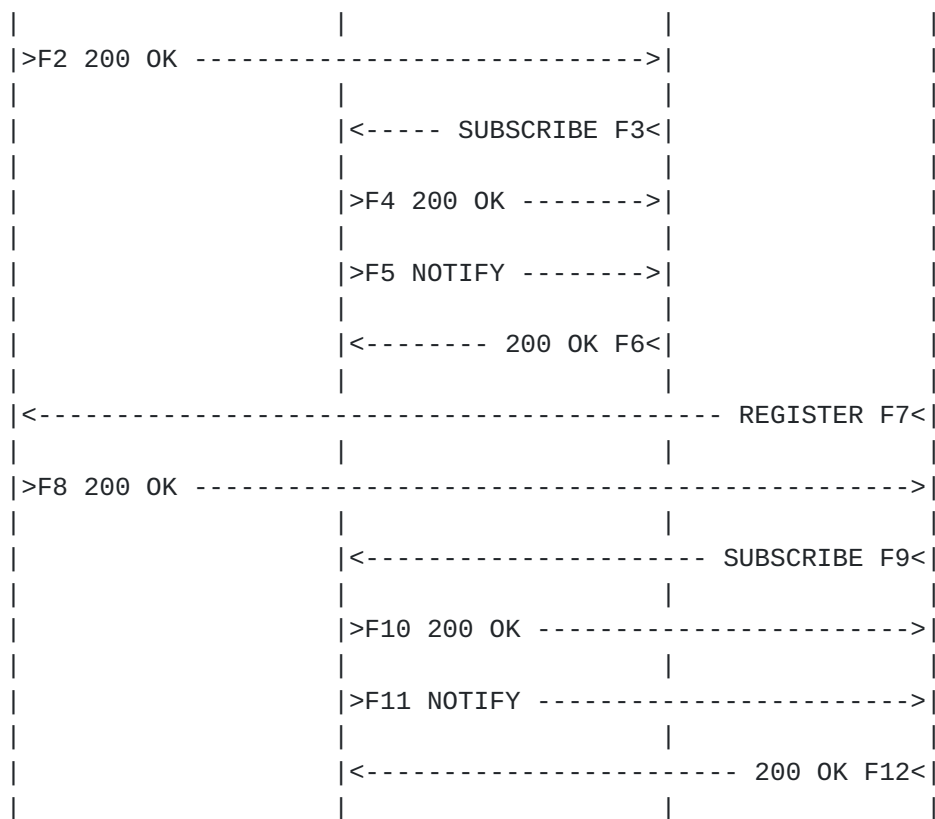 |                    |                    |                |
|>F2 200 OK ----------------------------->|                |
|                    |                    |                |
|                    |<----- SUBSCRIBE F3<|                |
|                    |                    |                |
|                    |>F4 200 OK -------->|                |
|                    |                    |                |
|                    |>F5 NOTIFY -------->|                |
|                    |                    |                |
|                    |<-------- 200 OK F6<|                |
|                    |                    |                |
|<-------------------------------------------- REGISTER F7<|
|                    |                    |                |
|>F8 200 OK ---------------------------------------------->|
|                    |                    |                |
|                    |<---------------------- SUBSCRIBE F9<|
|                    |                    |                |
|                    |>F10 200 OK ------------------------>|
|                    |                    |                |
|                    |>F11 NOTIFY ------------------------->|
|                    |                    |                |
|                    |<------------------------ 200 OK F12<|
|                    |                    |                |